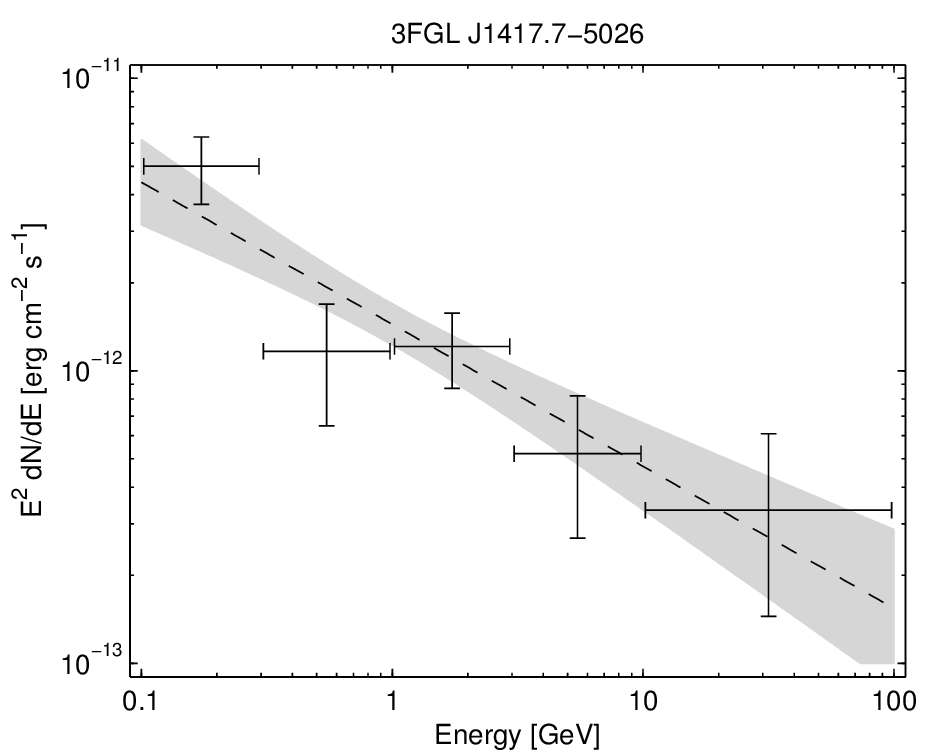 3FGL J1417.7−5026
10⁻¹¹
10⁻¹²
10⁻¹³
E² dN/dE [erg cm⁻² s⁻¹]
0.1 1 10 100
Energy [GeV]